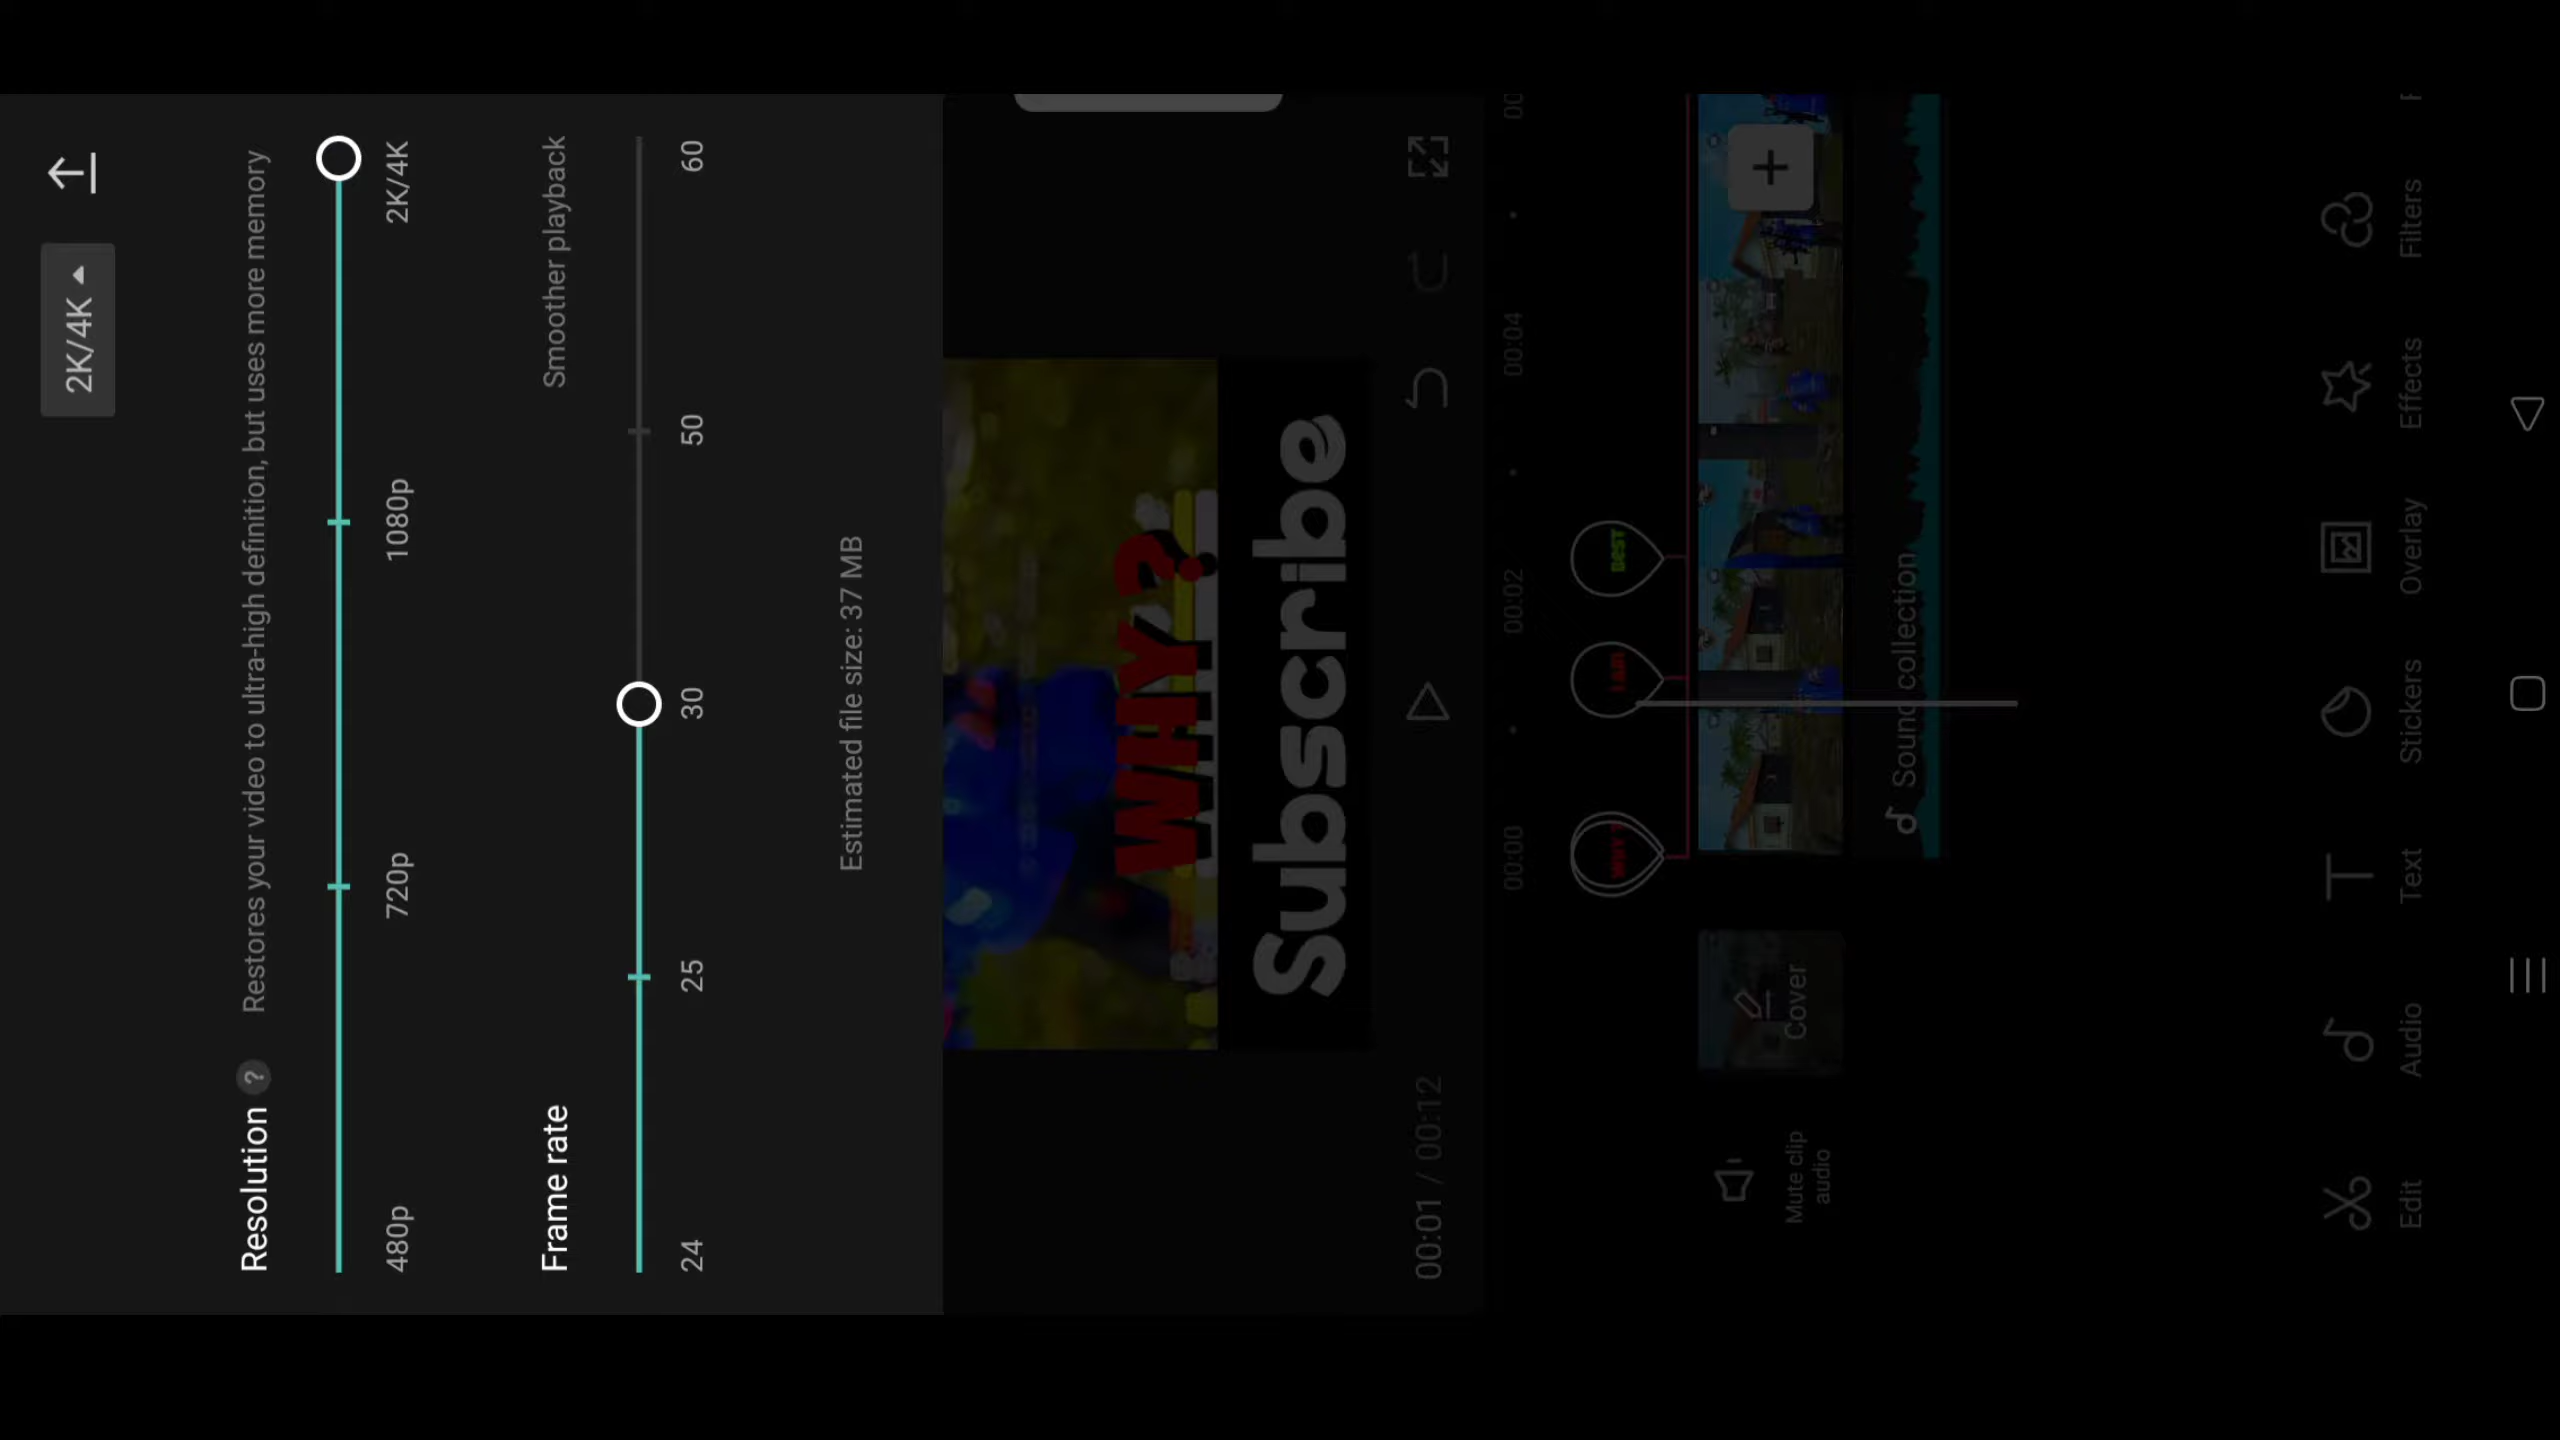 2K/4K
Resolution ? Restores your video to ultra-high definition, but uses more memory
480p 720p 1080p 2K/4K
Frame rate Smoother playback
24 25 30 50 60
Estimated file size: 37 MB
WHY?
Subscribe
00:01 / 00:12
00:00 00:02 00:04 00
WHY BEST
Mute clip audio
Cover
Sound collection
Edit Audio Text Stickers Overlay Effects Filters